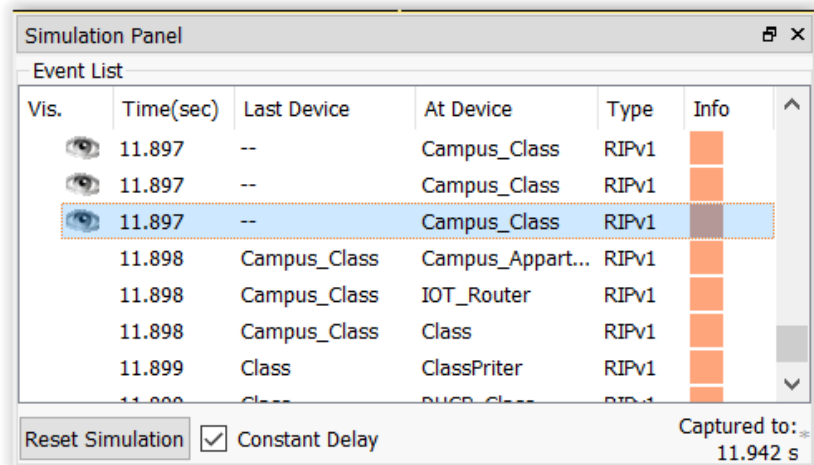 Simulation Panel
Event List
Vis. Time(sec) Last Device At Device Type Info
11.897 -- Campus_Class RIPv1
11.897 -- Campus_Class RIPv1
11.897 -- Campus_Class RIPv1
11.898 Campus_Class Campus_Appart... RIPv1
11.898 Campus_Class IOT_Router RIPv1
11.898 Campus_Class Class RIPv1
11.899 Class ClassPriter RIPv1
Reset Simulation Constant Delay Captured to:
11.942 s